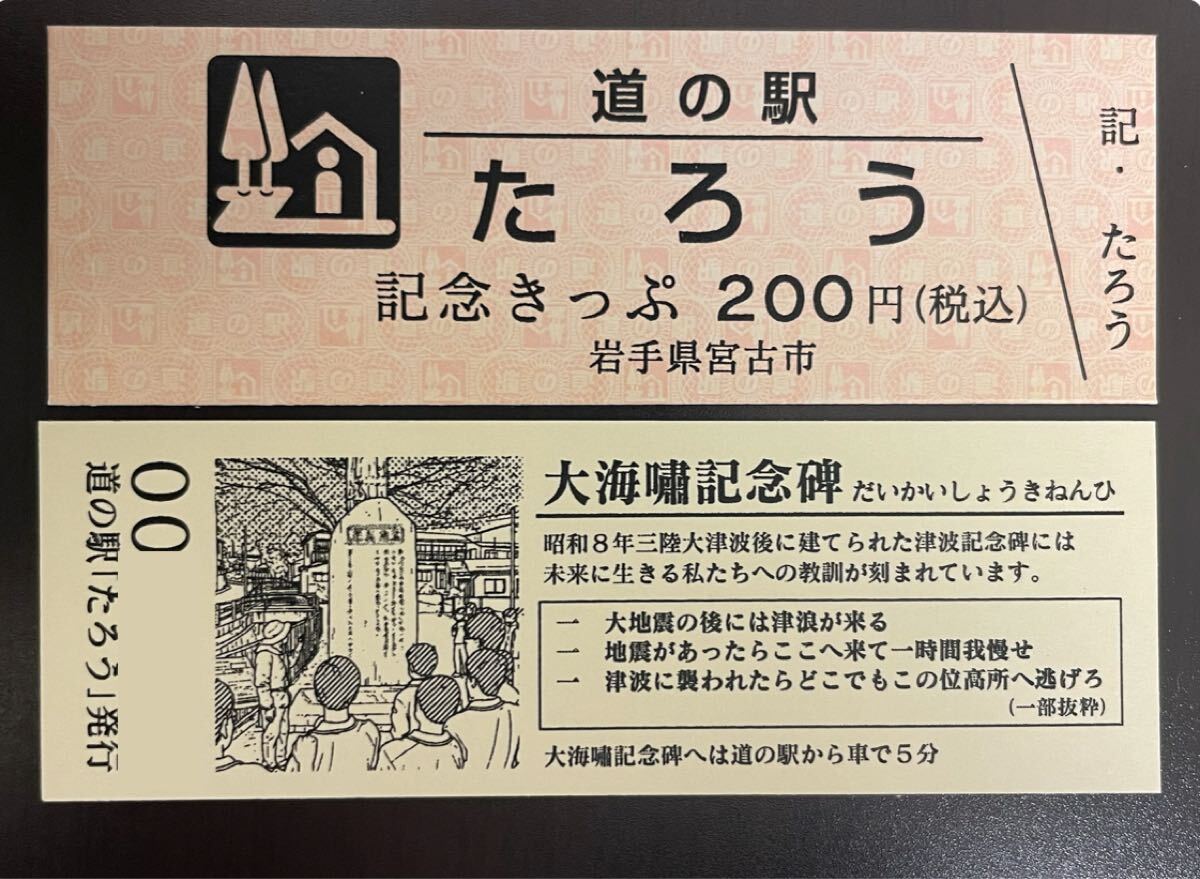 道の駅
たろう
記念きっぷ 200円(税込)
岩手県宮古市
記・たろう
00
道の駅「たろう」発行
大海嘯記念碑 だいかいしょうきねんひ
昭和8年三陸大津波後に建てられた津波記念碑には
未来に生きる私たちへの教訓が刻まれています。
一 大地震の後には津浪が来る
一 地震があったらここへ来て一時間我慢せ
一 津波に襲われたらどこでもこの位高所へ逃げろ
(一部抜粋)
大海嘯記念碑へは道の駅から車で5分